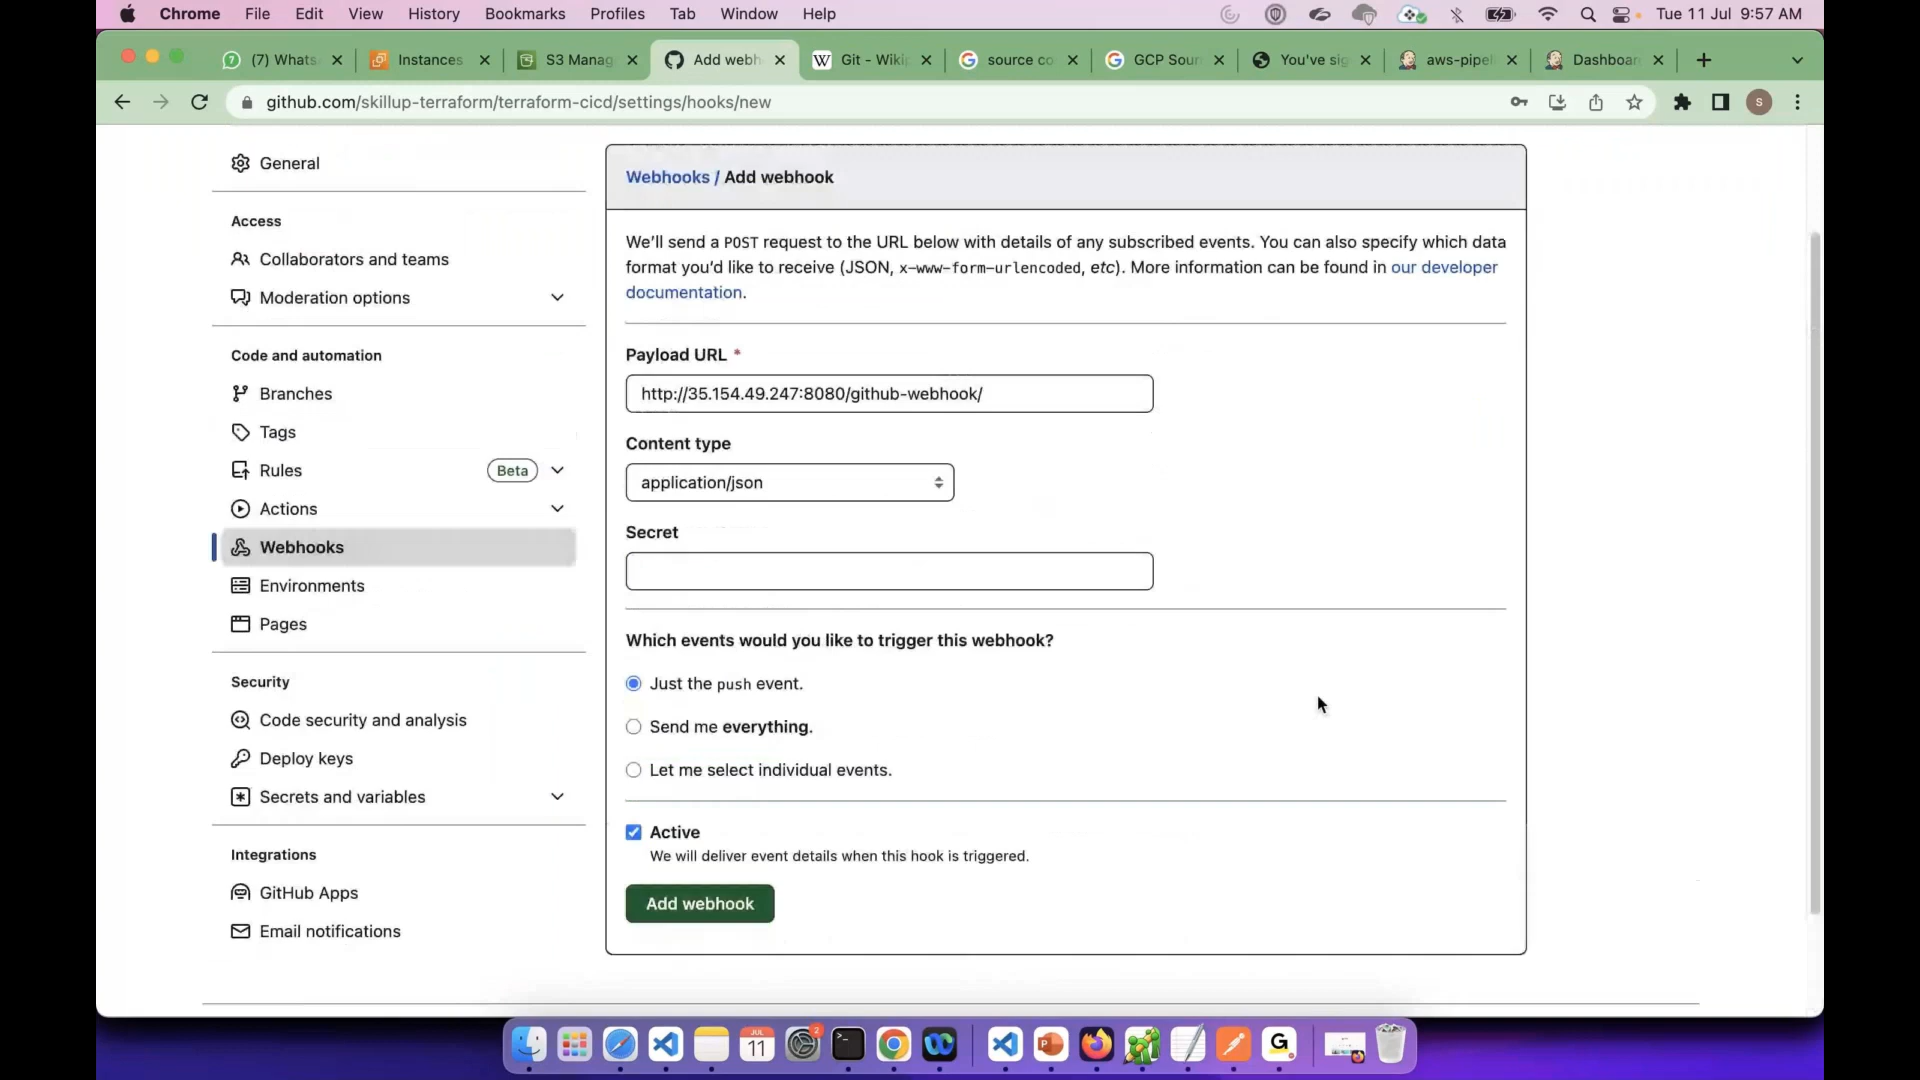 Chrome File Edit View History Bookmarks Profiles Tab Window Help Tue 11 Jul 9:57 AM
(7) Whats Instances S3 Manag Add webh Git - Wiki source co GCP Sour You've sig aws-pipel Dashboar
github.com/skillup-terraform/terraform-cicd/settings/hooks/new S
General
Access
Collaborators and teams
Moderation options
Code and automation
Branches
Tags
Rules Beta
Actions
Webhooks
Environments
Pages
Security
Code security and analysis
Deploy keys
Secrets and variables
Integrations
GitHub Apps
Email notifications
Webhooks / Add webhook
We'll send a POST request to the URL below with details of any subscribed events. You can also specify which data
format you'd like to receive (JSON, x-www-form-urlencoded, etc). More information can be found in our developer
documentation.
Payload URL *
http://35.154.49.247:8080/github-webhook/
Content type
application/json
Secret
Which events would you like to trigger this webhook?
Just the push event.
Send me everything.
Let me select individual events.
Active
We will deliver event details when this hook is triggered.
Add webhook
JUL
11
2